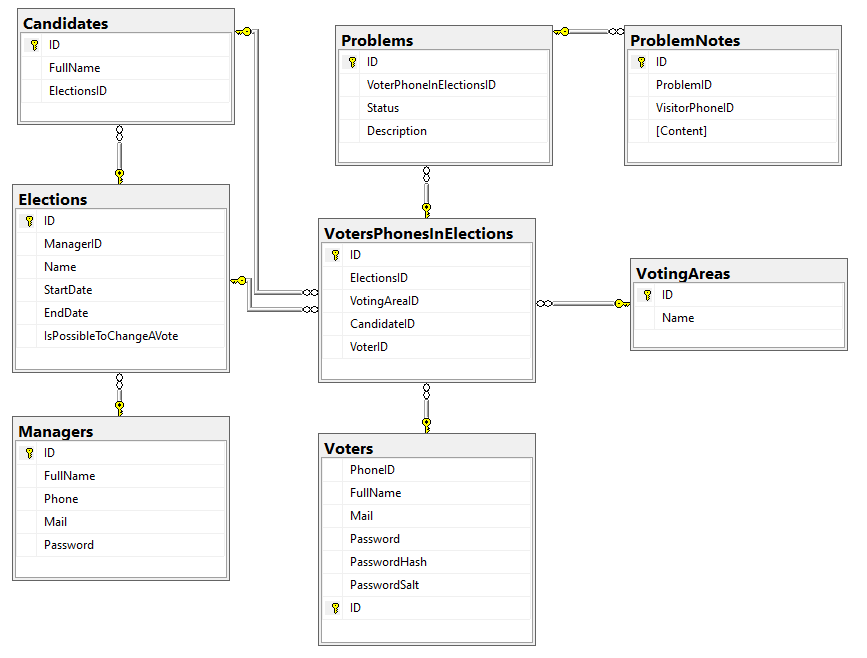 Candidates
ID
FullName
ElectionsID
Problems
ID
VoterPhoneInElectionsID
Status
Description
ProblemNotes
ID
ProblemID
VisitorPhoneID
[Content]
Elections
ID
ManagerID
Name
StartDate
EndDate
IsPossibleToChangeAVote
VotersPhonesInElections
ID
ElectionsID
VotingAreaID
CandidateID
VoterID
VotingAreas
ID
Name
Managers
ID
FullName
Phone
Mail
Password
Voters
PhoneID
FullName
Mail
Password
PasswordHash
PasswordSalt
ID